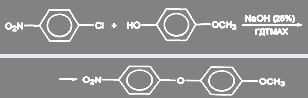 O₂N Cl + HO OCH₃ NaOH (25%)
ГДТМАХ
O₂N O OCH₃